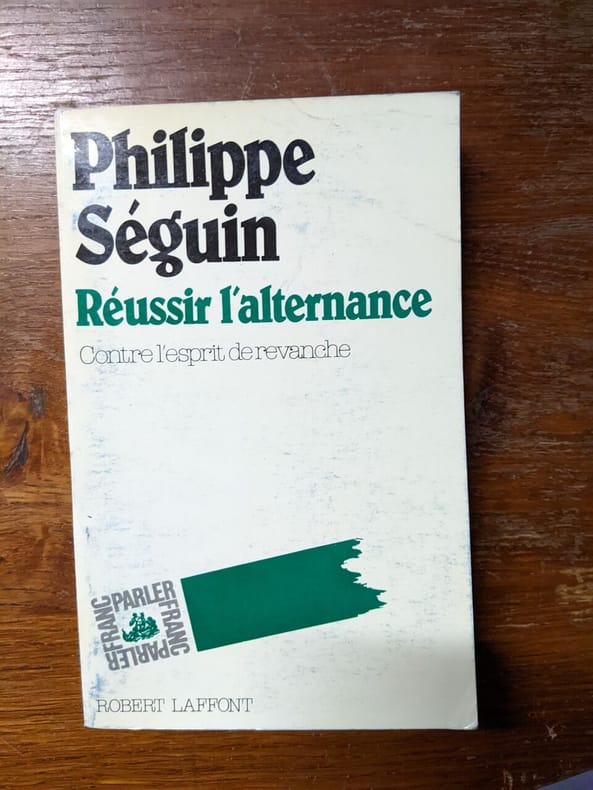 Philippe
Séguin
Réussir l'alternance
Contre l'esprit de revanche
PARLER
FRANC
PARLER
FRANC
ROBERT LAFFONT